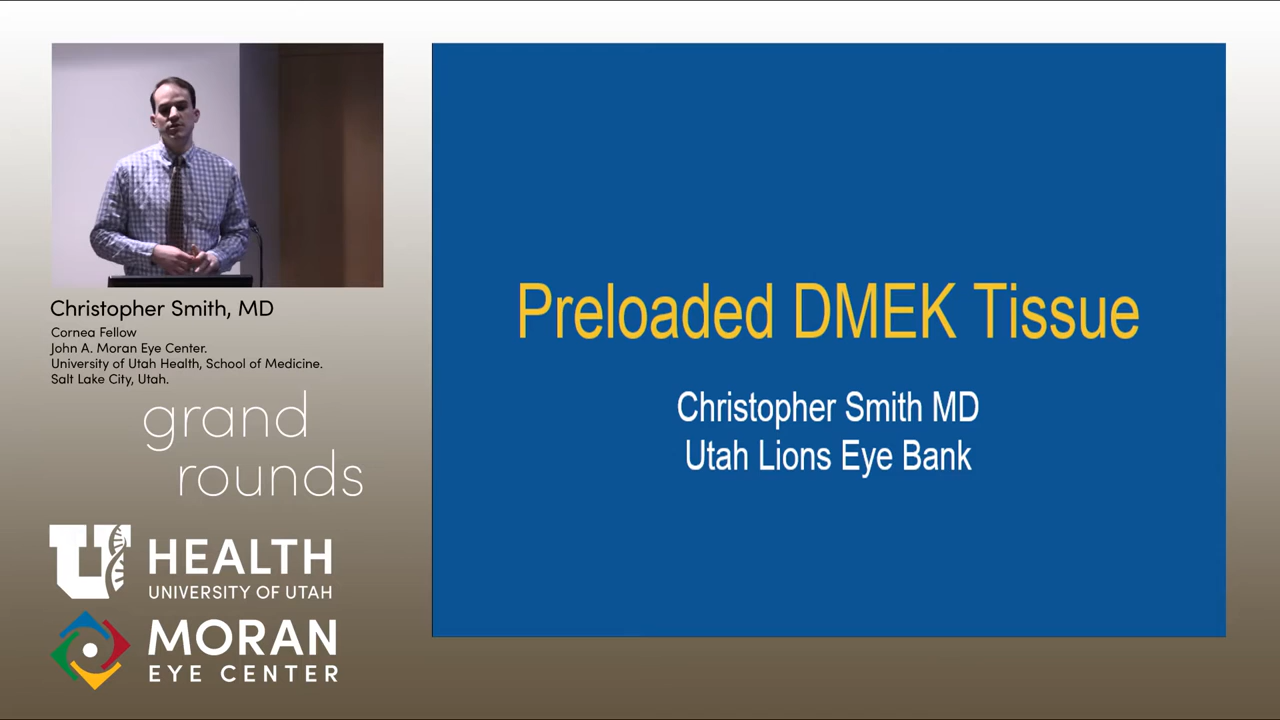 Christopher Smith, MD
Cornea Fellow
John A. Moran Eye Center.
University of Utah Health, School of Medicine.
Salt Lake City, Utah.
grand
rounds
U HEALTH
UNIVERSITY OF UTAH
MORAN
EYE CENTER
Preloaded DMEK Tissue
Christopher Smith MD
Utah Lions Eye Bank